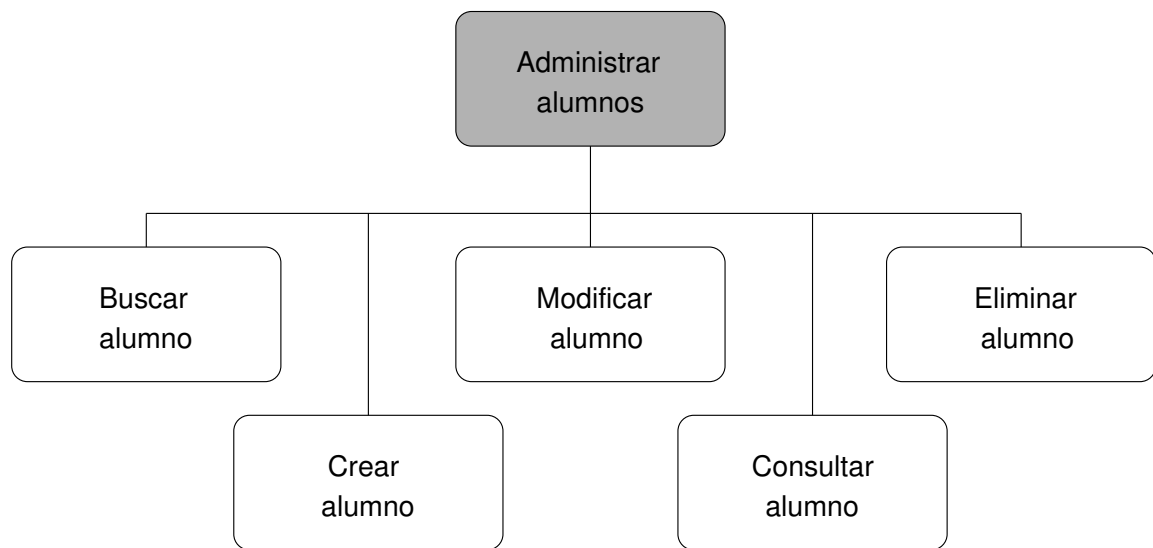 Administrar
alumnos
Buscar
alumno
Modificar
alumno
Eliminar
alumno
Crear
alumno
Consultar
alumno